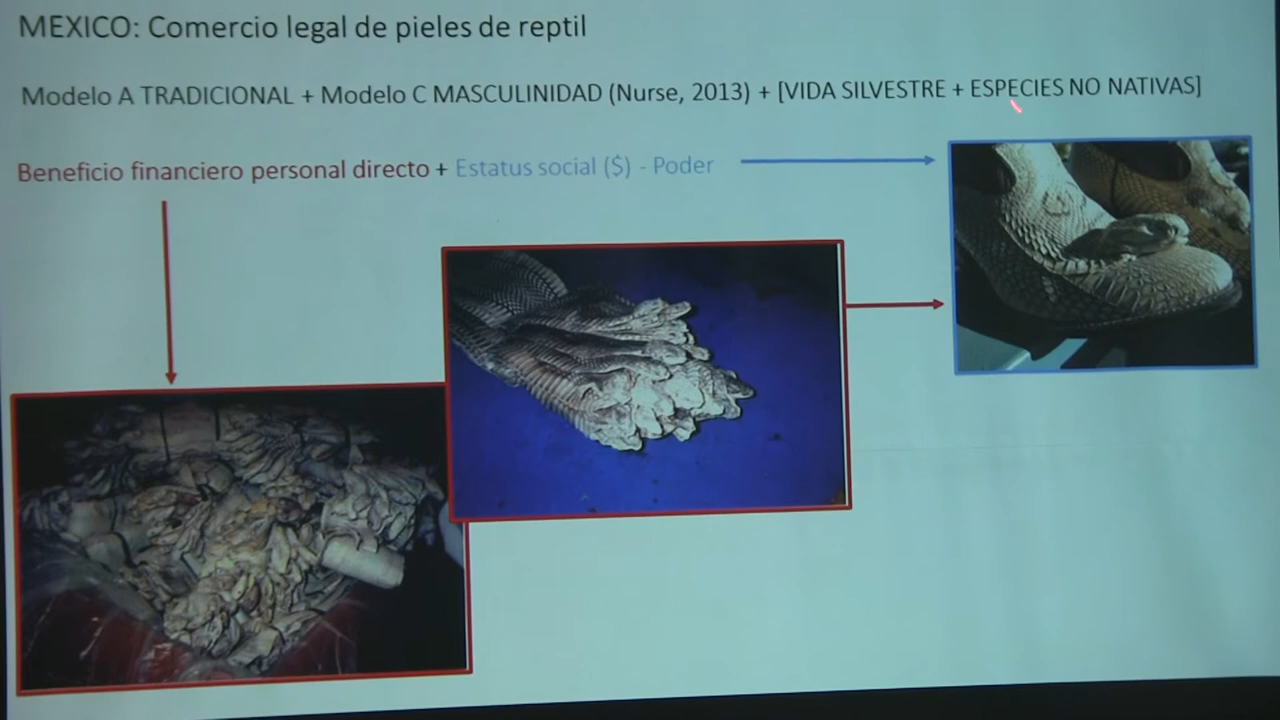 MEXICO: Comercio legal de pieles de reptil
Modelo A TRADICIONAL + Modelo C MASCULINIDAD (Nurse, 2013) + [VIDA SILVESTRE + ESPECIES NO NATIVAS]
Beneficio financiero personal directo + Estatus social ($) - Poder